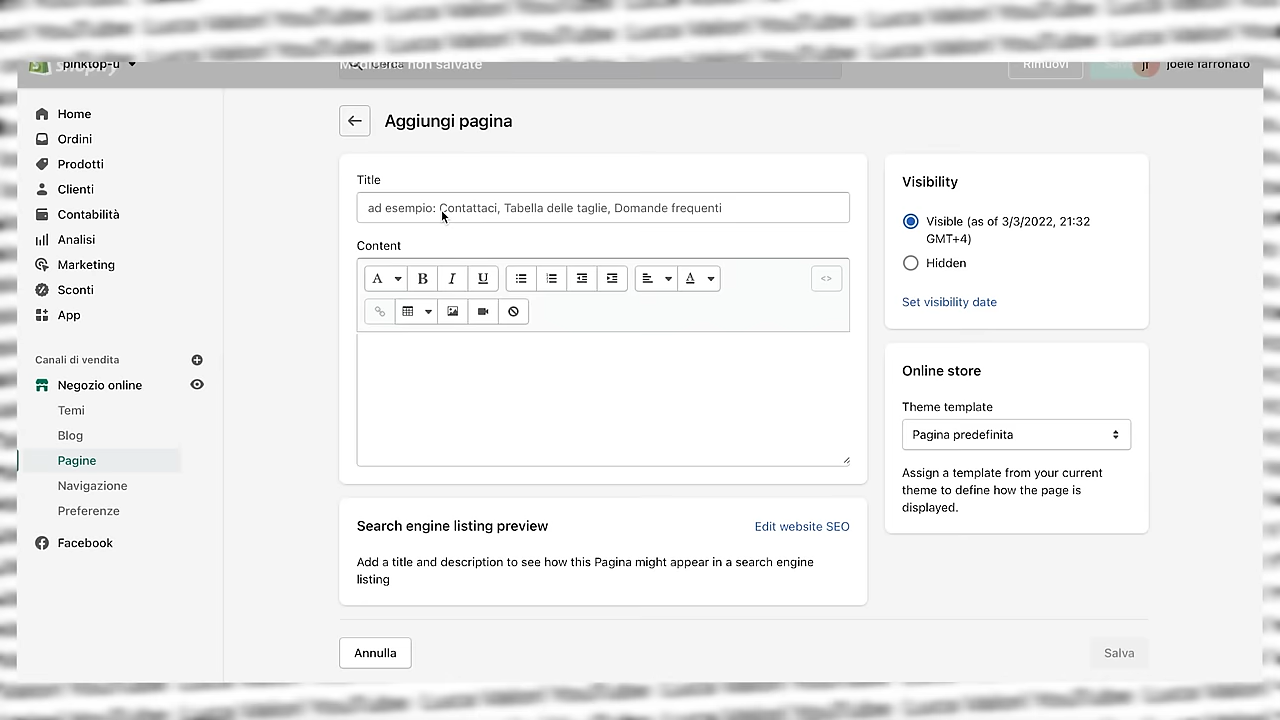 pinktop-u
Modifiche non salvate
Rimuovi
jf
joele farronato
Home
Ordini
Prodotti
Clienti
Contabilità
Analisi
Marketing
Sconti
App
Canali di vendita
Negozio online
Temi
Blog
Pagine
Navigazione
Preferenze
Facebook
Aggiungi pagina
Title
ad esempio: Contattaci, Tabella delle taglie, Domande frequenti
Content
A B I U A <>
Search engine listing preview
Edit website SEO
Add a title and description to see how this Pagina might appear in a search engine
listing
Annulla
Salva
Visibility
Visible (as of 3/3/2022, 21:32
GMT+4)
Hidden
Set visibility date
Online store
Theme template
Pagina predefinita
Assign a template from your current
theme to define how the page is
displayed.